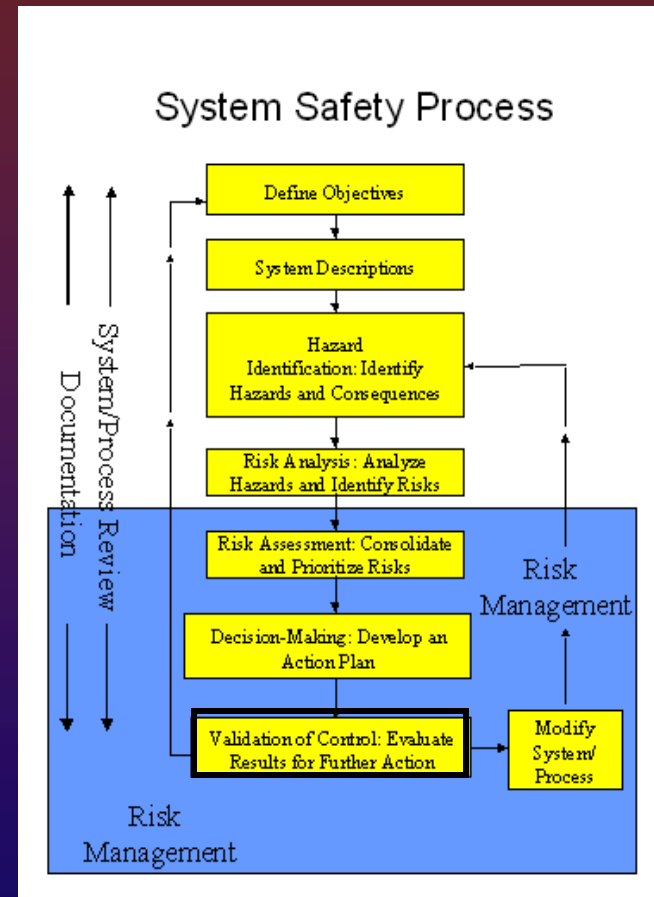 System Safety Process
Define Objectives
System Descriptions
Hazard
Identification: Identify
Hazards and Consequences
Risk Analysis: Analyze
Hazards and Identify Risks
Risk Assessment: Consolidate
and Prioritize Risks
Decision-Making: Develop an
Action Plan
Validation of Control: Evaluate
Results for Further Action
Modify
System/
Process
Risk
Management
Risk
Management
System/Process Review
Documentation